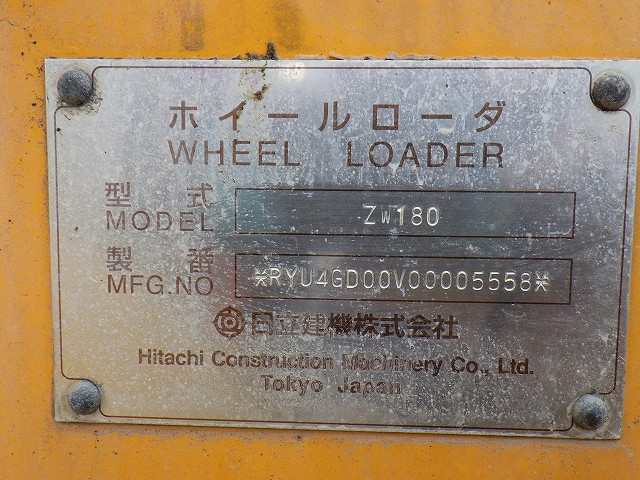 ホイールローダ
WHEEL LOADER
型式 ZW180
MODEL
製番 *RYU4GD00V00005558*
MFG.NO
日立建機株式会社
Hitachi Construction Machinery Co., Ltd.
Tokyo Japan